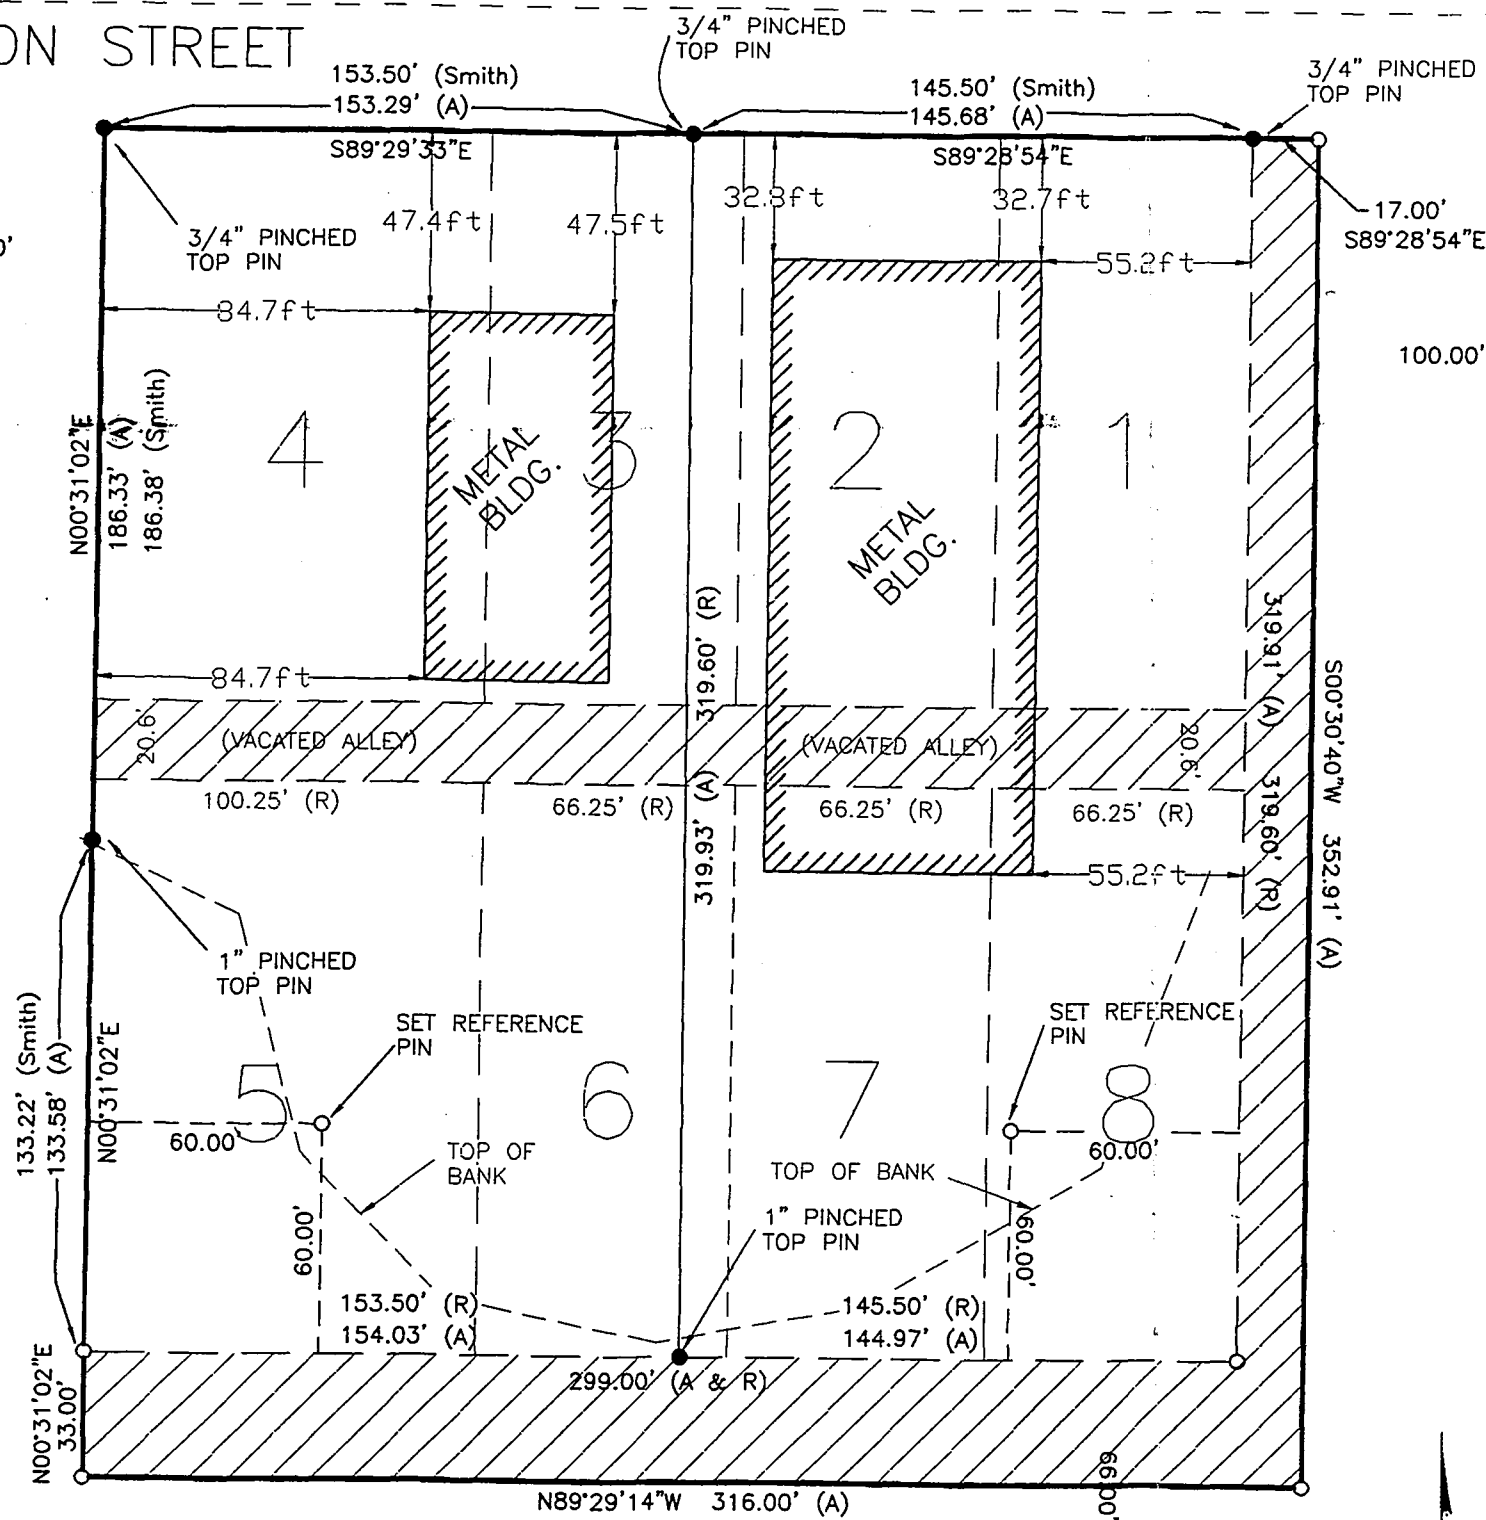 ON STREET
3/4" PINCHED
TOP PIN
3/4" PINCHED
TOP PIN
153.50' (Smith)
153.29' (A)
145.50' (Smith)
145.68' (A)
S89°29'33"E
S89°28'54"E
47.4ft
47.5ft
32.8ft
32.7ft
17.00'
S89°28'54"E
3/4" PINCHED
TOP PIN
0'
55.2ft
84.7ft
100.00'
N00°31'02"E
186.33' (A)
186.38' (Smith)
4
3
2
1
METAL
BLDG.
METAL
BLDG.
319.60' (R)
319.93' (A)
319.91' (A)
319.60' (R)
S00°30'40"W 352.91' (A)
84.7ft
20.6'
(VACATED ALLEY)
(VACATED ALLEY)
20.6'
100.25' (R)
66.25' (R)
66.25' (R)
66.25' (R)
55.2ft
1" PINCHED
TOP PIN
133.22' (Smith)
133.58' (A)
N00°31'02"E
SET REFERENCE
PIN
SET REFERENCE
PIN
5
6
7
8
60.00'
60.00'
TOP OF
BANK
TOP OF BANK
1" PINCHED
TOP PIN
60.00'
60.00'
153.50' (R)
154.03' (A)
145.50' (R)
144.97' (A)
299.00' (A & R)
N00°31'02"E
33.00'
66.00'
N89°29'14"W 316.00' (A)